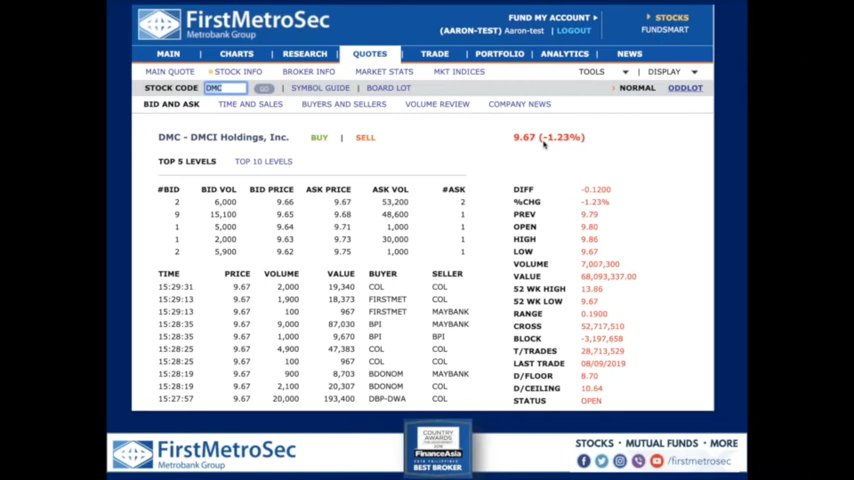 FirstMetroSec
Metrobank Group
FUND MY ACCOUNT
STOCKS
(AARON-TEST) Aaron-test | LOGOUT
FUNDSMART
MAIN CHARTS RESEARCH QUOTES TRADE PORTFOLIO ANALYTICS NEWS
MAIN QUOTE STOCK INFO BROKER INFO MARKET STATS MKT INDICES TOOLS DISPLAY
STOCK CODE DMC GO | SYMBOL GUIDE | BOARD LOT NORMAL ODDLOT
BID AND ASK TIME AND SALES BUYERS AND SELLERS VOLUME REVIEW COMPANY NEWS
DMC - DMCI Holdings, Inc. BUY | SELL 9.67 (-1.23%)
TOP 5 LEVELS TOP 10 LEVELS
#BID BID VOL BID PRICE ASK PRICE ASK VOL #ASK
2 6,000 9.66 9.67 53,200 2
9 15,100 9.65 9.68 48,600 1
1 5,000 9.64 9.71 1,000 1
1 2,000 9.63 9.73 30,000 1
2 5,900 9.62 9.75 1,000 1
TIME PRICE VOLUME VALUE BUYER SELLER
15:29:31 9.67 2,000 19,340 COL COL
15:29:13 9.67 1,900 18,373 FIRSTMET COL
15:29:13 9.67 100 967 FIRSTMET MAYBANK
15:28:35 9.67 9,000 87,030 BPI MAYBANK
15:28:35 9.67 1,000 9,670 BPI BPI
15:28:25 9.67 4,900 47,383 COL COL
15:28:25 9.67 100 967 COL COL
15:28:19 9.67 900 8,703 BDONOM MAYBANK
15:28:19 9.67 2,100 20,307 BDONOM COL
15:27:57 9.67 20,000 193,400 DBP-DWA COL
DIFF -0.1200
%CHG -1.23%
PREV 9.79
OPEN 9.80
HIGH 9.86
LOW 9.67
VOLUME 7,007,300
VALUE 68,093,337.00
52 WK HIGH 13.86
52 WK LOW 9.67
RANGE 0.1900
CROSS 52,717,510
BLOCK -3,197,658
T/TRADES 28,713,529
LAST TRADE 08/09/2019
D/FLOOR 8.70
D/CEILING 10.64
STATUS OPEN
FirstMetroSec
Metrobank Group
COUNTRY
AWARDS
FinanceAsia
BEST BROKER
STOCKS • MUTUAL FUNDS • MORE
/firstmetrosec